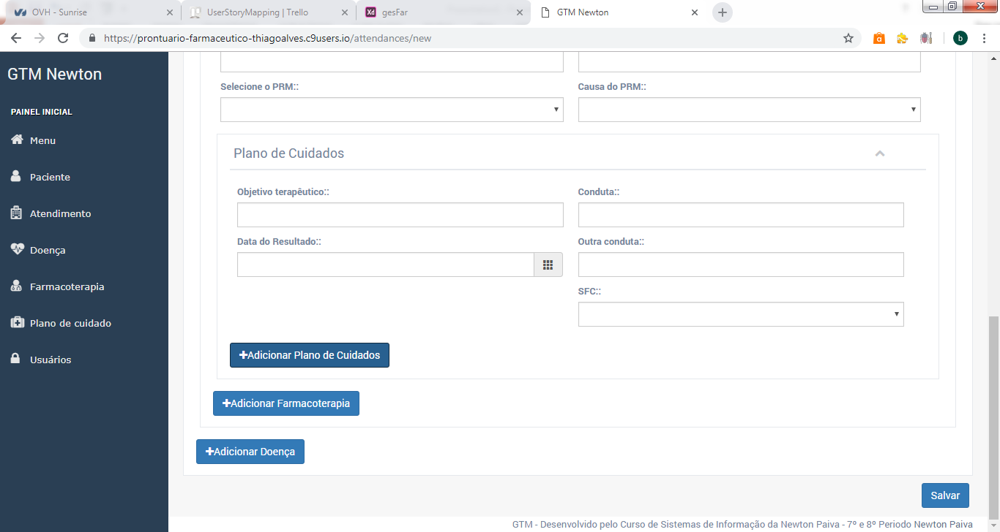 OVH - Sunrise
UserStoryMapping | Trello
Xd gesFar
GTM Newton
https://prontuario-farmaceutico-thiagoalves.c9users.io/attendances/new
a
b
GTM Newton
PAINEL INICIAL
Menu
Paciente
Atendimento
Doença
Farmacoterapia
Plano de cuidado
Usuários
Selecione o PRM::
Causa do PRM::
Plano de Cuidados
Objetivo terapêutico::
Conduta::
Data do Resultado::
Outra conduta::
SFC::
+Adicionar Plano de Cuidados
+Adicionar Farmacoterapia
+Adicionar Doença
Salvar
GTM - Desenvolvido pelo Curso de Sistemas de Informação da Newton Paiva - 7º e 8º Periodo Newton Paiva